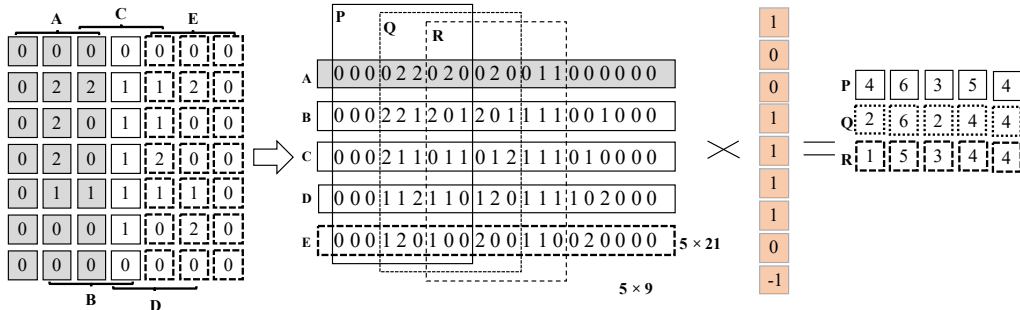 A C E
0 0 0 0 0 0 0
0 2 2 1 1 2 0
0 2 0 1 1 0 0
0 2 0 1 2 0 0
0 1 1 1 1 1 0
0 0 0 1 0 2 0
0 0 0 0 0 0 0
B D
P
Q
R
A 0 0 0 0 2 2 0 2 0 0 2 0 0 1 1 0 0 0 0 0 0
B 0 0 0 2 2 1 2 0 1 2 0 1 1 1 1 0 0 1 0 0 0
C 0 0 0 2 1 1 0 1 1 0 1 2 1 1 1 0 1 0 0 0 0
D 0 0 0 1 1 2 1 1 0 1 2 0 1 1 1 1 0 2 0 0 0
E 0 0 0 1 2 0 1 0 0 2 0 0 1 1 0 0 2 0 0 0 0
5 × 21
5 × 9
1
0
0
1
1
1
1
0
-1
P 4 6 3 5 4
Q 2 6 2 4 4
R 1 5 3 4 4